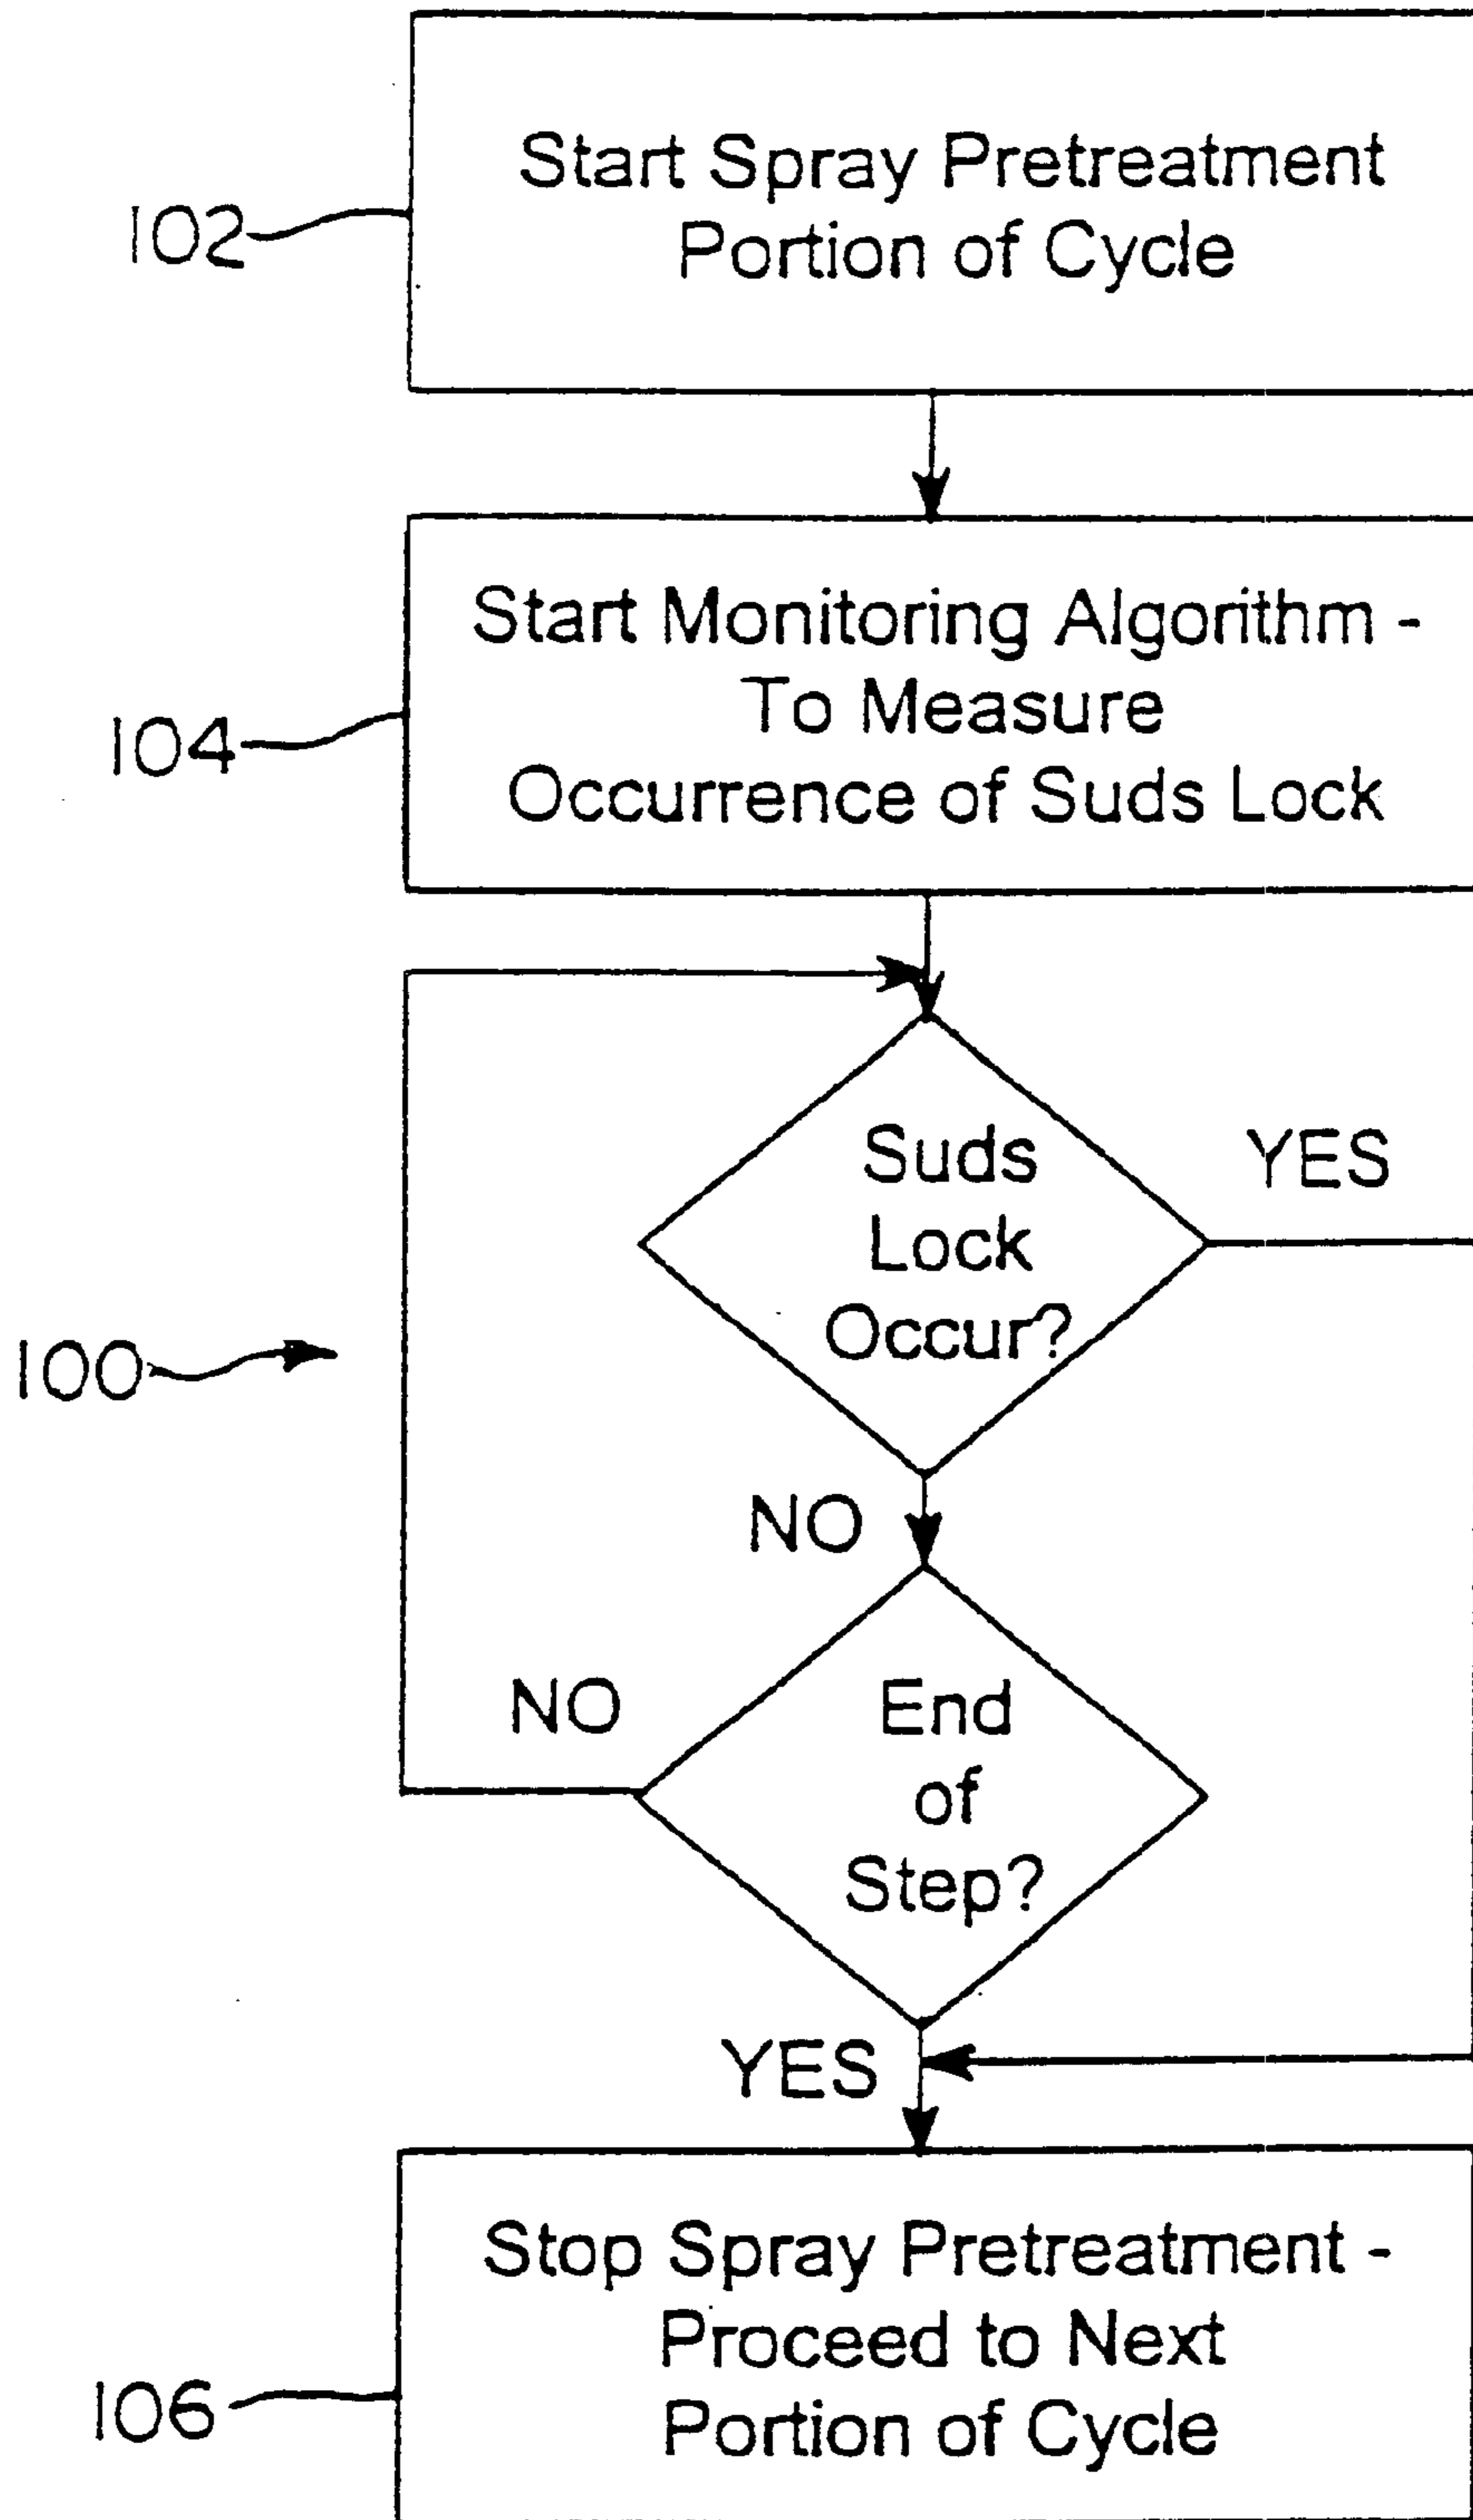 Start Spray Pretreatment
Portion of Cycle
102
Start Monitoring Algorithm -
To Measure
Occurrence of Suds Lock
104
Suds
Lock
Occur?
YES
100
NO
End
of
Step?
NO
YES
Stop Spray Pretreatment -
Proceed to Next
Portion of Cycle
106